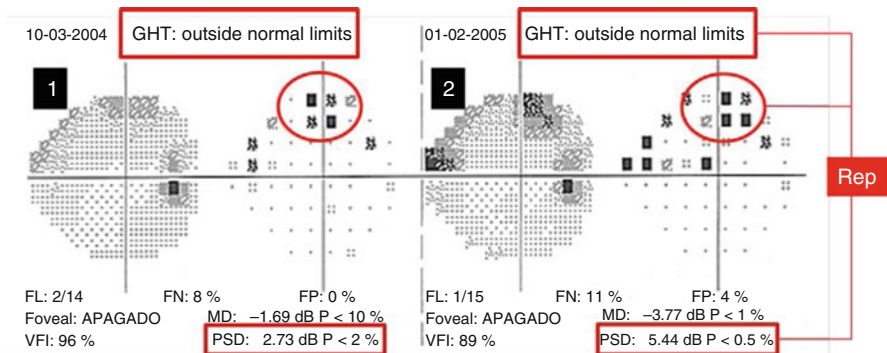 10-03-2004 GHT: outside normal limits 01-02-2005 GHT: outside normal limits
1 2
Rep
FL: 2/14 FN: 8 % FP: 0 % FL: 1/15 FN: 11 % FP: 4 %
Foveal: APAGADO MD: –1.69 dB P < 10 % Foveal: APAGADO MD: –3.77 dB P < 1 %
VFI: 96 % PSD: 2.73 dB P < 2 % VFI: 89 % PSD: 5.44 dB P < 0.5 %